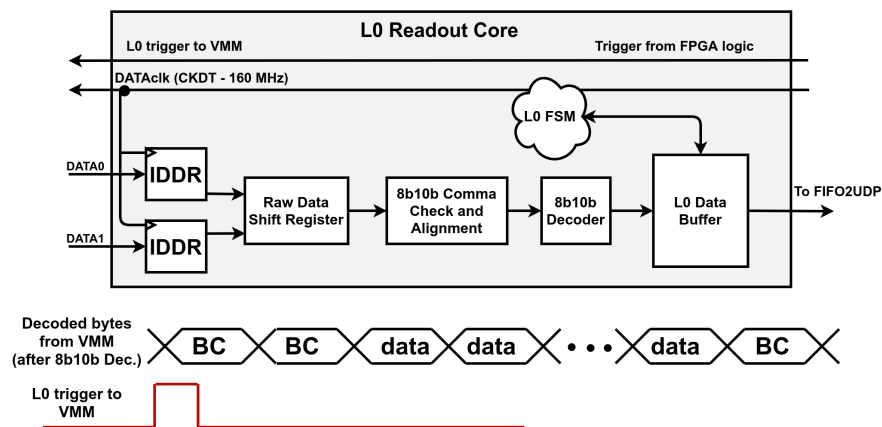 L0 Readout Core
L0 trigger to VMM
Trigger from FPGA logic
DATAclk (CKDT - 160 MHz)
L0 FSM
DATA0
IDDR
DATA1
IDDR
Raw Data
Shift Register
8b10b Comma
Check and
Alignment
8b10b
Decoder
L0 Data
Buffer
To FIFO2UDP
Decoded bytes
from VMM
(after 8b10b Dec.)
BC
BC
data
data
• • •
data
BC
L0 trigger to
VMM